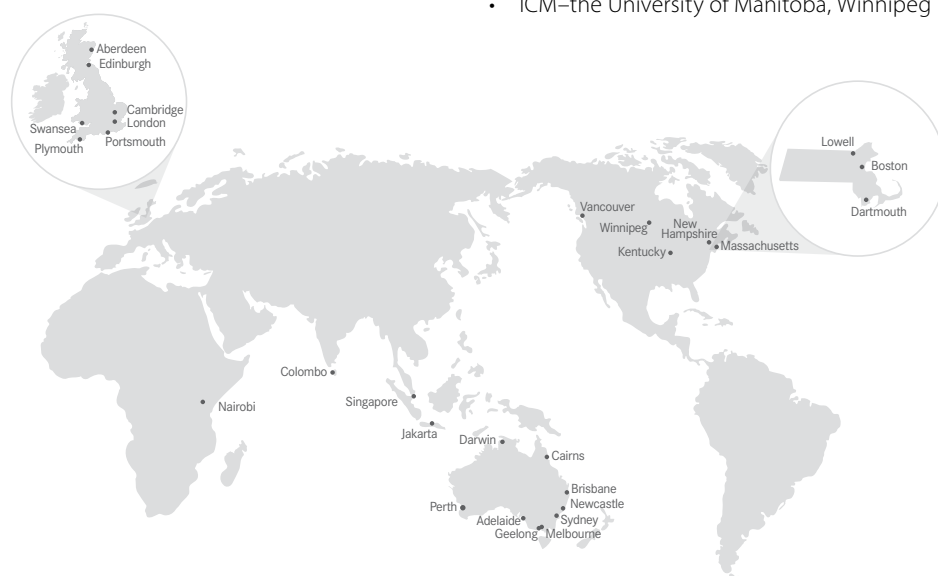 • ICM–the University of Manitoba, Winnipeg
Aberdeen
Edinburgh
Cambridge
London
Swansea
Portsmouth
Plymouth
Lowell
Boston
Dartmouth
Vancouver
Winnipeg
New
Hampshire
Massachusetts
Kentucky
Colombo
Singapore
Nairobi
Jakarta
Darwin
Cairns
Brisbane
Newcastle
Perth
Adelaide
Sydney
Geelong
Melbourne